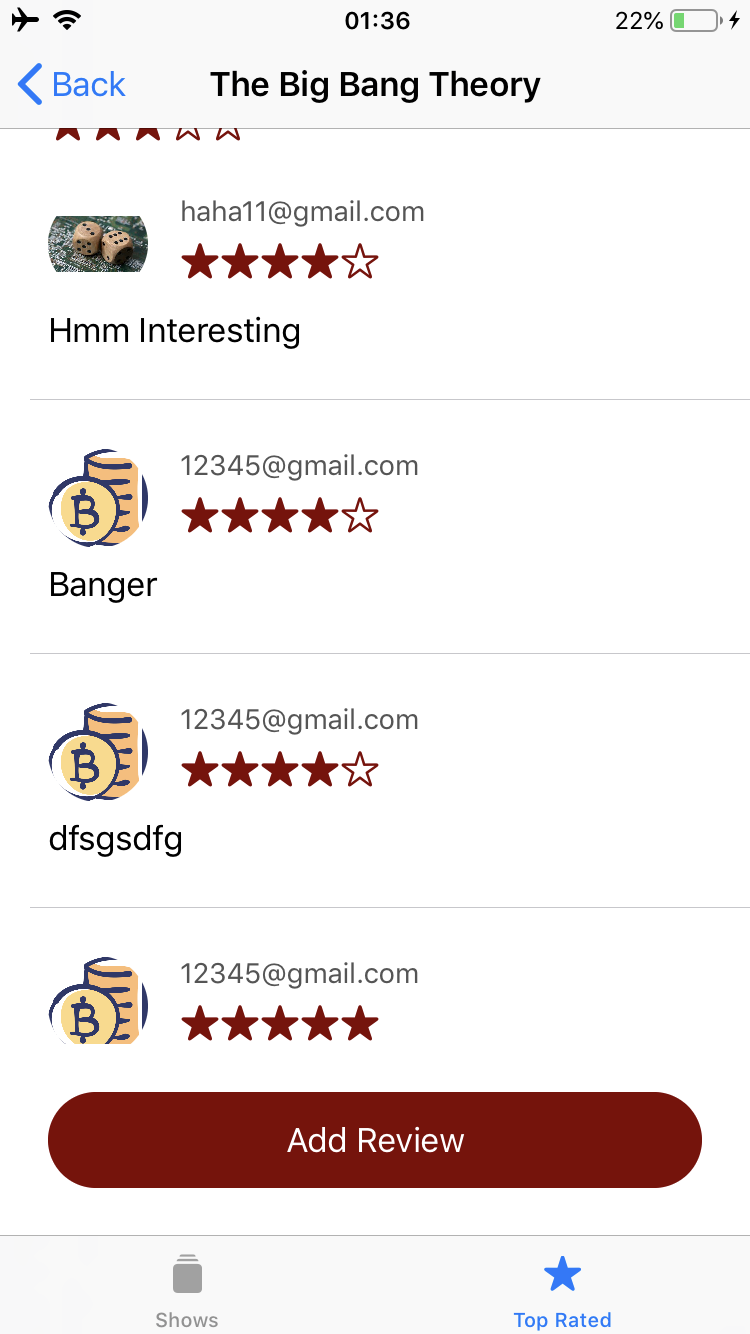 01:36
22%
Back
The Big Bang Theory
haha11@gmail.com
Hmm Interesting
12345@gmail.com
Banger
12345@gmail.com
dfsgsdfg
12345@gmail.com
Add Review
Shows
Top Rated